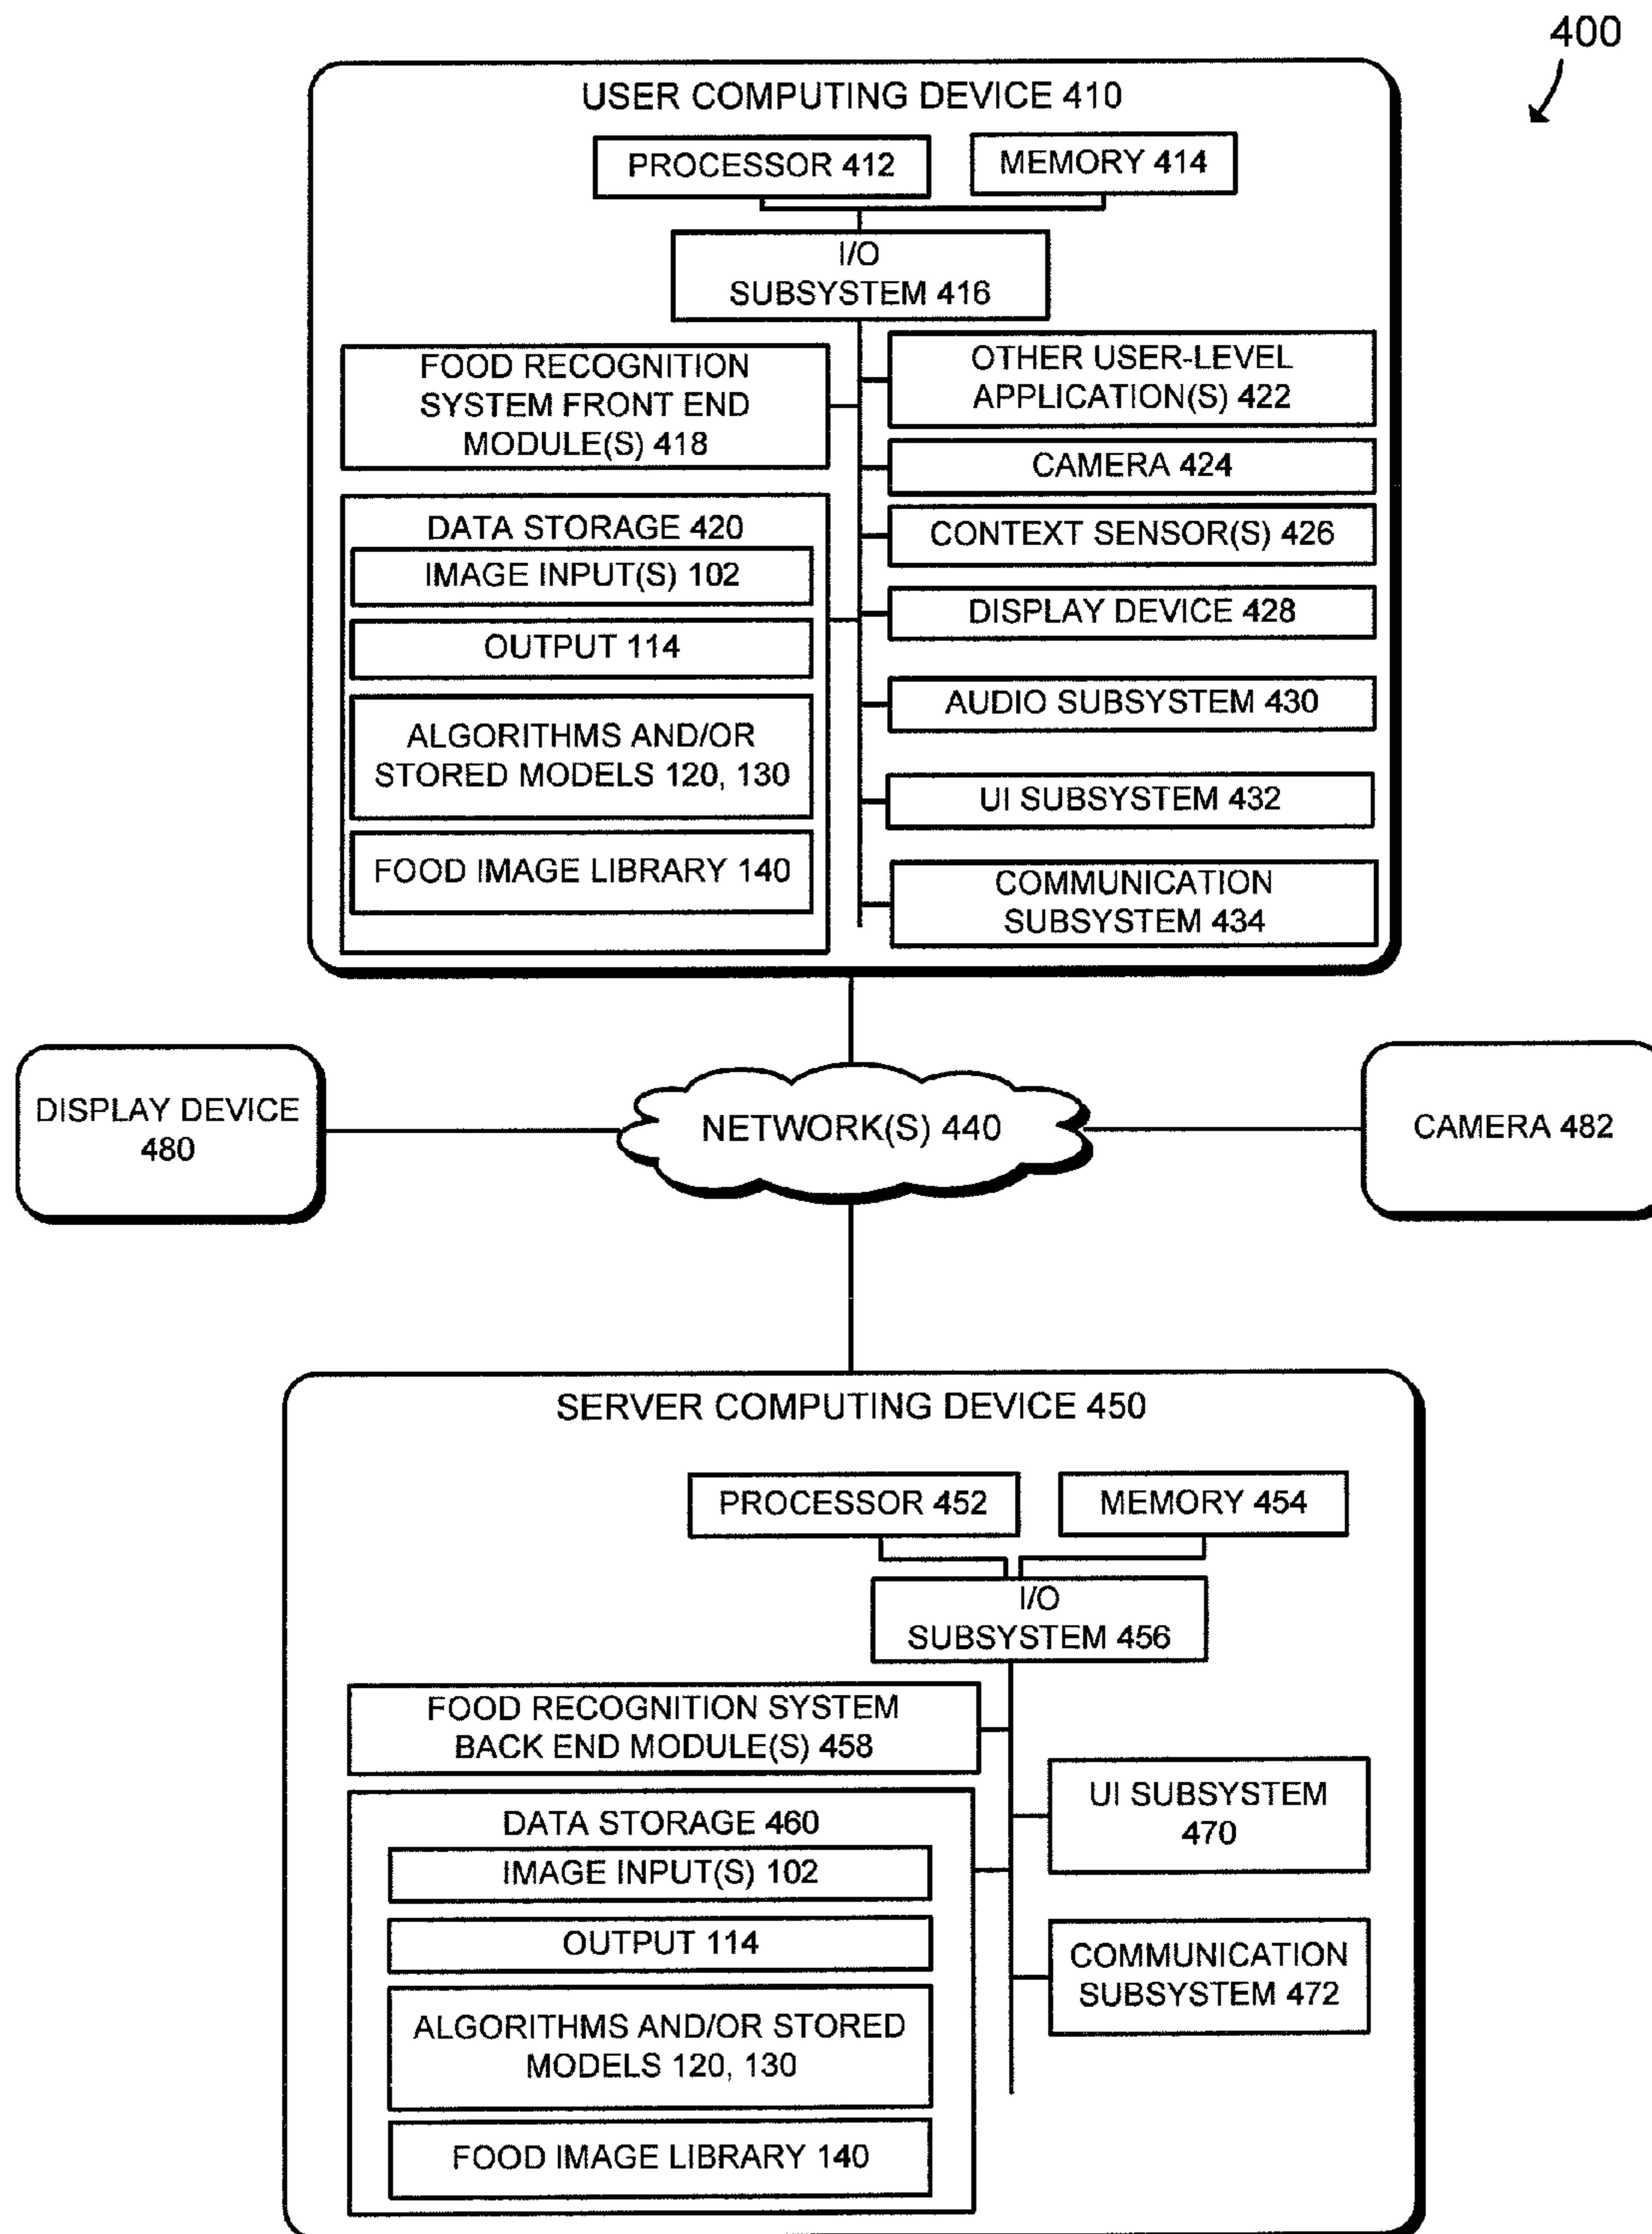 400
USER COMPUTING DEVICE 410
PROCESSOR 412
MEMORY 414
I/O
SUBSYSTEM 416
FOOD RECOGNITION
SYSTEM FRONT END
MODULE(S) 418
DATA STORAGE 420
IMAGE INPUT(S) 102
OUTPUT 114
ALGORITHMS AND/OR
STORED MODELS 120, 130
FOOD IMAGE LIBRARY 140
OTHER USER-LEVEL
APPLICATION(S) 422
CAMERA 424
CONTEXT SENSOR(S) 426
DISPLAY DEVICE 428
AUDIO SUBSYSTEM 430
UI SUBSYSTEM 432
COMMUNICATION
SUBSYSTEM 434
DISPLAY DEVICE
480
NETWORK(S) 440
CAMERA 482
SERVER COMPUTING DEVICE 450
PROCESSOR 452
MEMORY 454
I/O
SUBSYSTEM 456
FOOD RECOGNITION SYSTEM
BACK END MODULE(S) 458
DATA STORAGE 460
IMAGE INPUT(S) 102
OUTPUT 114
ALGORITHMS AND/OR STORED
MODELS 120, 130
FOOD IMAGE LIBRARY 140
UI SUBSYSTEM
470
COMMUNICATION
SUBSYSTEM 472